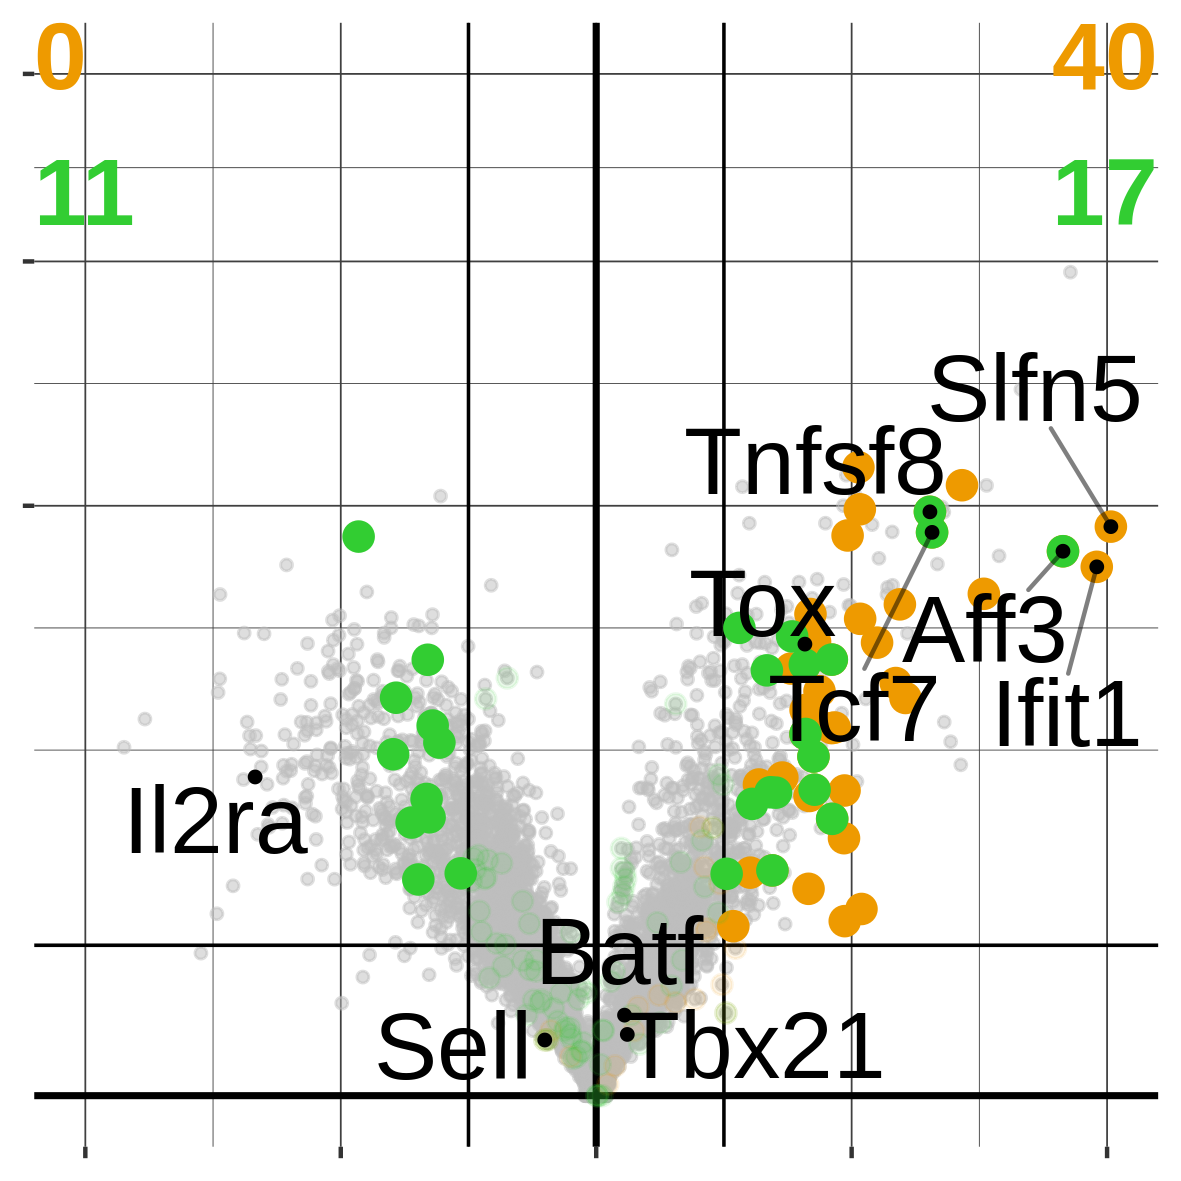 0 40
11 17
Slfn5
Tnfsf8
Tox
Aff3
Tcf7
Ifit1
Il2ra
Batf
Sell
Tbx21